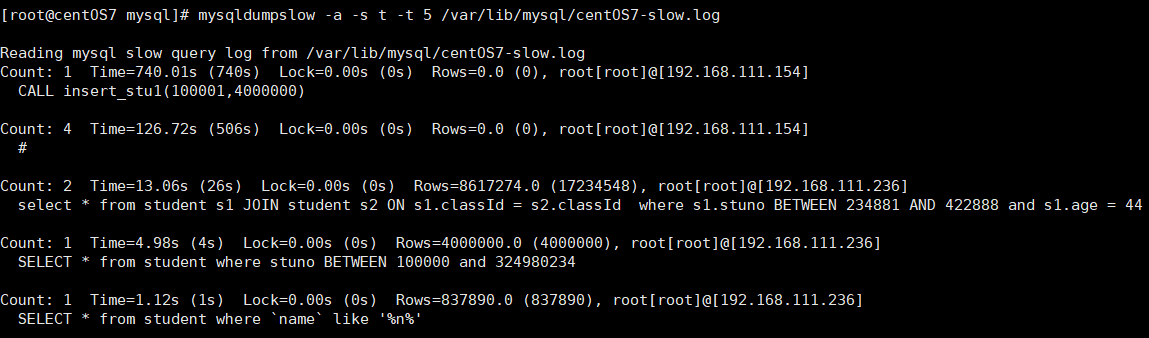 [root@centOS7 mysql]# mysqldumpslow -a -s t -t 5 /var/lib/mysql/centOS7-slow.log
Reading mysql slow query log from /var/lib/mysql/centOS7-slow.log
Count: 1  Time=740.01s (740s)  Lock=0.00s (0s)  Rows=0.0 (0), root[root]@[192.168.111.154]
  CALL insert_stu1(100001,4000000)
Count: 4  Time=126.72s (506s)  Lock=0.00s (0s)  Rows=0.0 (0), root[root]@[192.168.111.154]
  #
Count: 2  Time=13.06s (26s)  Lock=0.00s (0s)  Rows=8617274.0 (17234548), root[root]@[192.168.111.236]
  select * from student s1 JOIN student s2 ON s1.classId = s2.classId  where s1.stuno BETWEEN 234881 AND 422888 and s1.age = 44
Count: 1  Time=4.98s (4s)  Lock=0.00s (0s)  Rows=4000000.0 (4000000), root[root]@[192.168.111.236]
  SELECT * from student where stuno BETWEEN 100000 and 324980234
Count: 1  Time=1.12s (1s)  Lock=0.00s (0s)  Rows=837890.0 (837890), root[root]@[192.168.111.236]
  SELECT * from student where `name` like '%n%'